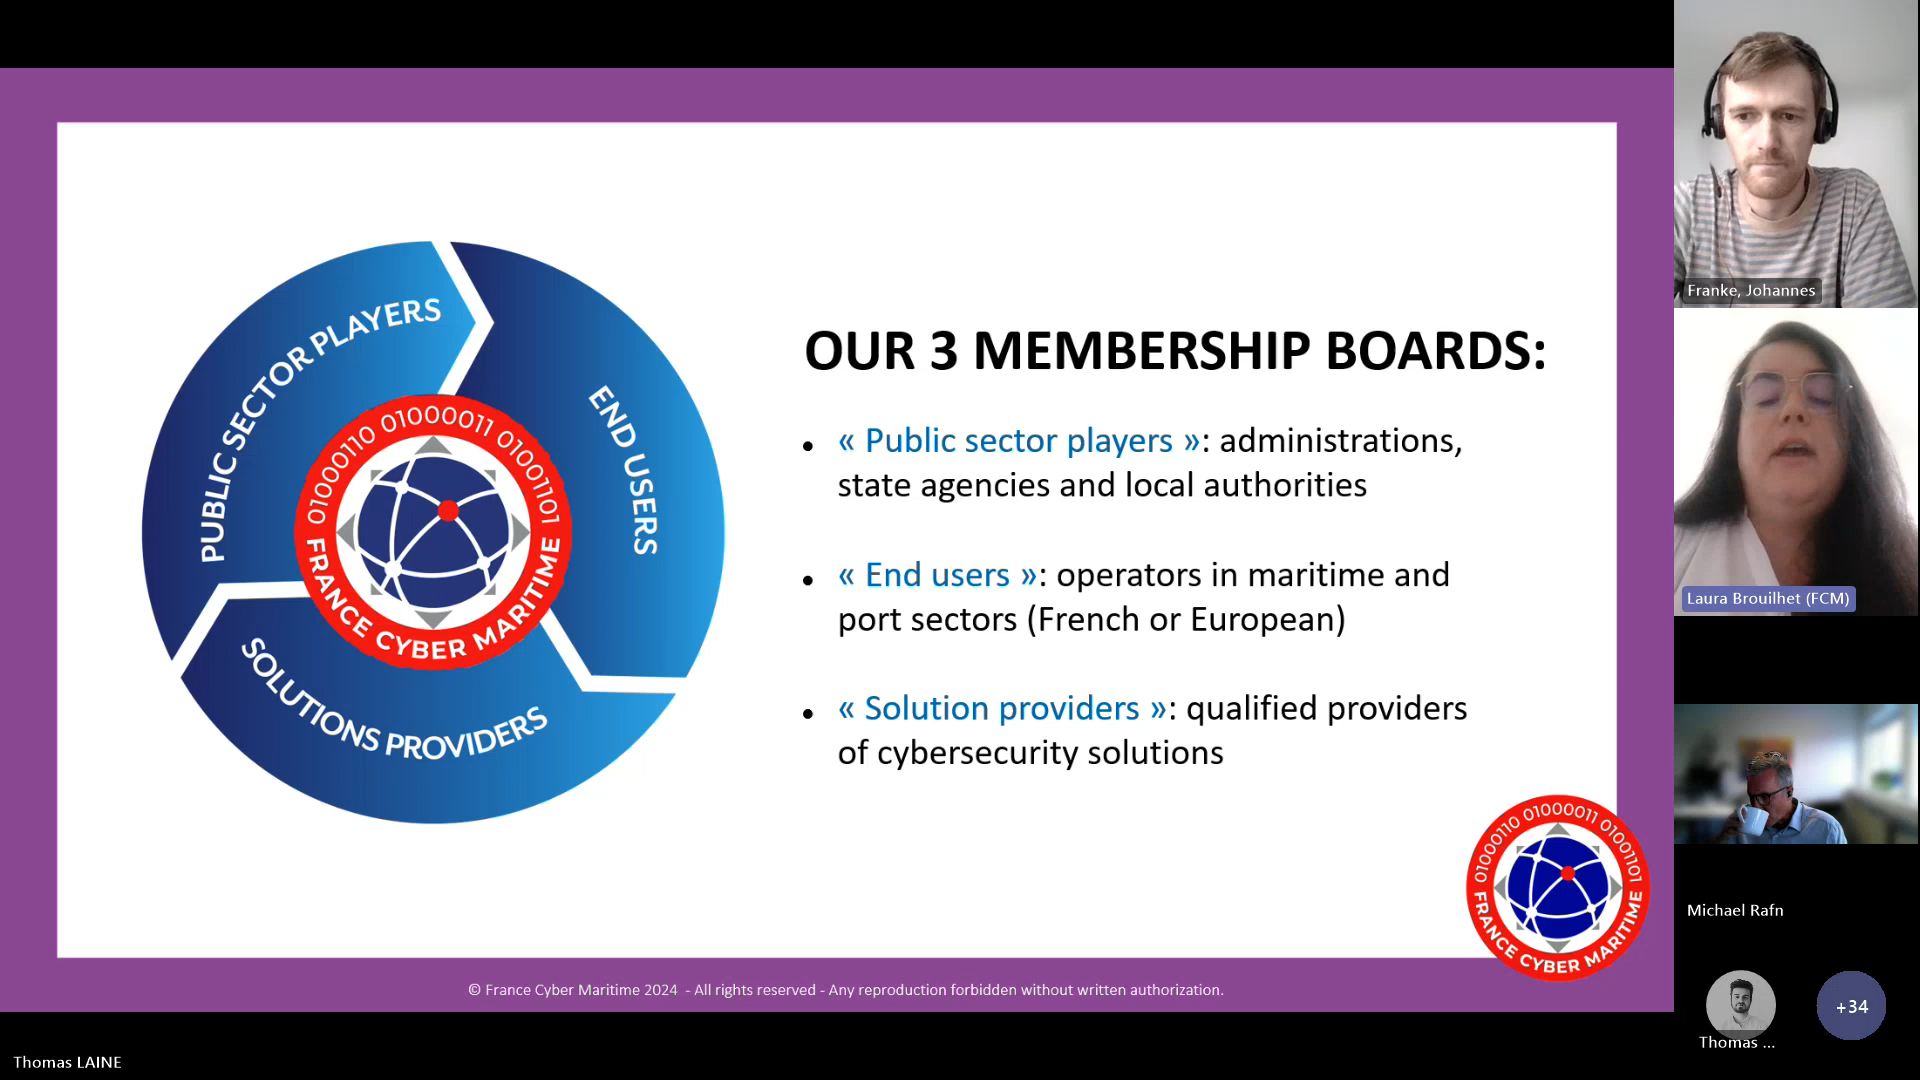 PUBLIC SECTOR PLAYERS
END USERS
SOLUTIONS PROVIDERS
01000110 01000011 01001101
FRANCE CYBER MARITIME
OUR 3 MEMBERSHIP BOARDS:
• « Public sector players »: administrations,
state agencies and local authorities
• « End users »: operators in maritime and
port sectors (French or European)
• « Solution providers »: qualified providers
of cybersecurity solutions
01000110 01000011 01001101
FRANCE CYBER MARITIME
© France Cyber Maritime 2024 - All rights reserved - Any reproduction forbidden without written authorization.
Thomas LAINE
Franke, Johannes
Laura Brouilhet (FCM)
Michael Rafn
Thomas ...
+34